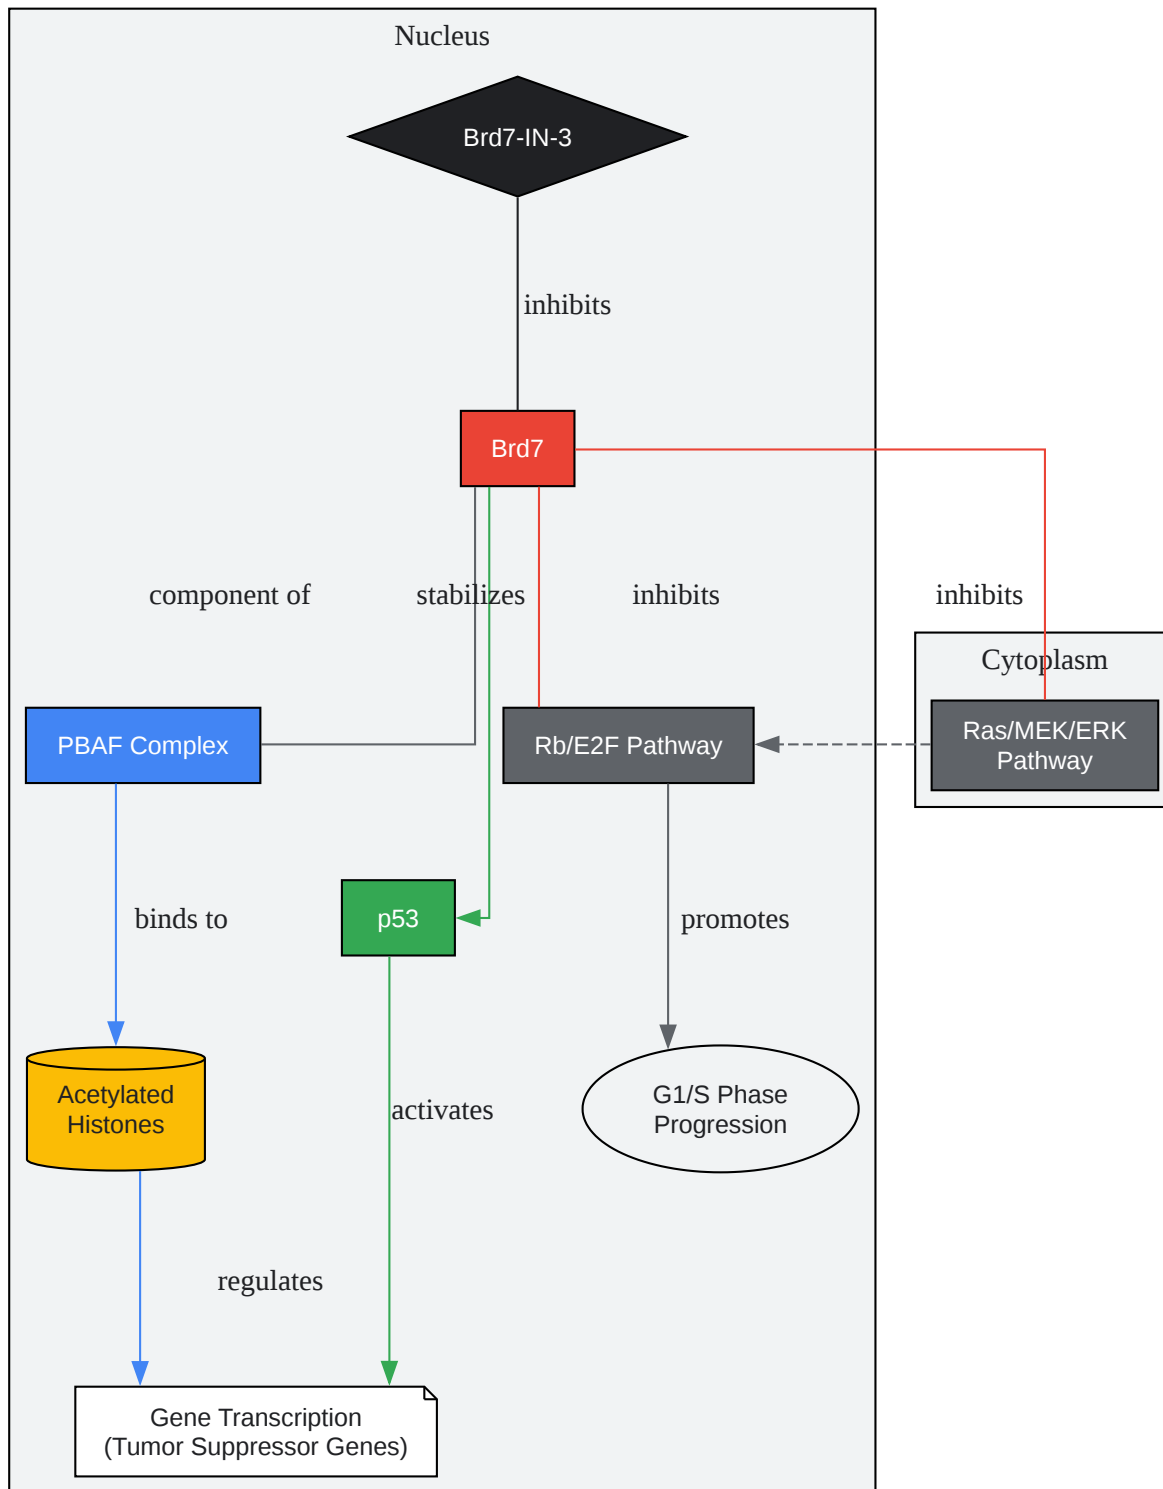 Nucleus
Brd7-IN-3
inhibits
Brd7
component of
stabilizes
inhibits
inhibits
Cytoplasm
PBAF Complex
Rb/E2F Pathway
Ras/MEK/ERK
Pathway
binds to
p53
promotes
Acetylated
Histones
activates
G1/S Phase
Progression
regulates
Gene Transcription
(Tumor Suppressor Genes)